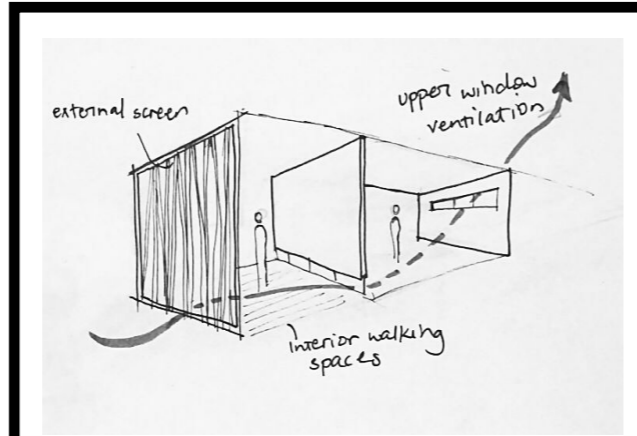 external screen
upper window
ventilation
interior walking
spaces